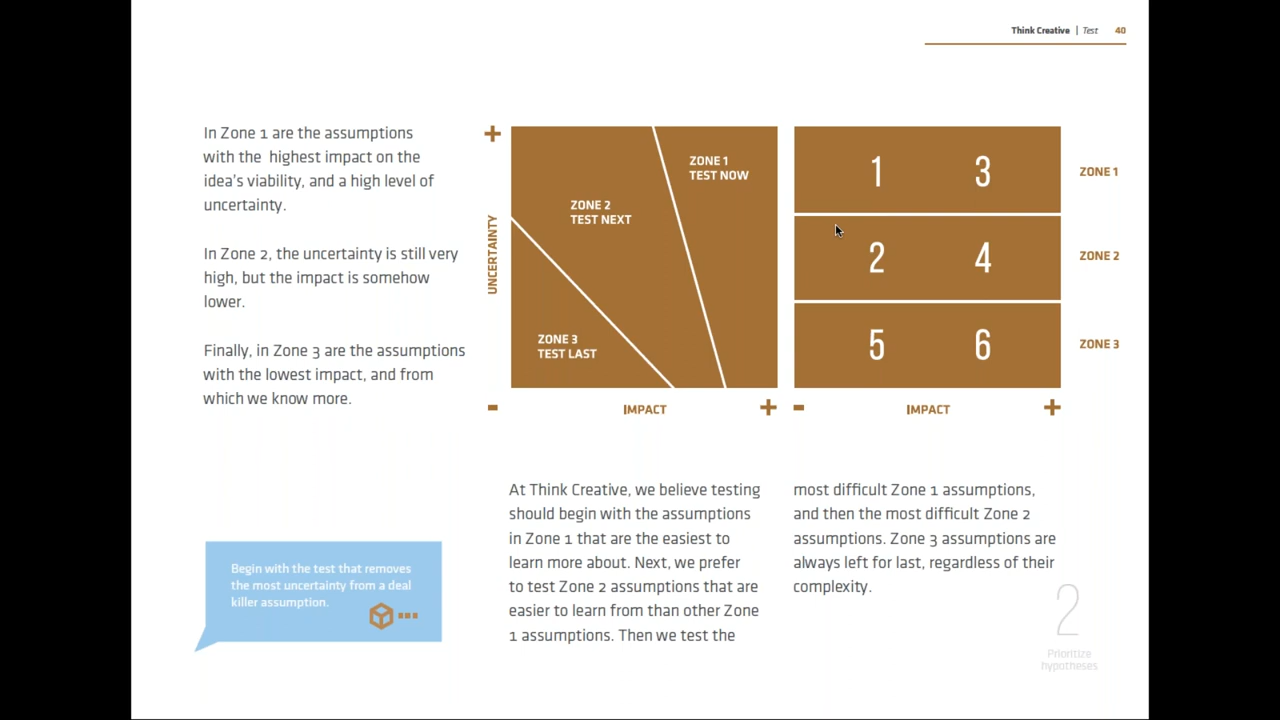 Think Creative | Test 40
In Zone 1 are the assumptions
with the highest impact on the
idea's viability, and a high level of
uncertainty.
In Zone 2, the uncertainty is still very
high, but the impact is somehow
lower.
Finally, in Zone 3 are the assumptions
with the lowest impact, and from
which we know more.
Begin with the test that removes
the most uncertainty from a deal
killer assumption.
+
UNCERTAINTY
-
ZONE 1
TEST NOW
ZONE 2
TEST NEXT
ZONE 3
TEST LAST
IMPACT +
1 3 ZONE 1
2 4 ZONE 2
5 6 ZONE 3
- IMPACT +
At Think Creative, we believe testing
should begin with the assumptions
in Zone 1 that are the easiest to
learn more about. Next, we prefer
to test Zone 2 assumptions that are
easier to learn from than other Zone
1 assumptions. Then we test the
most difficult Zone 1 assumptions,
and then the most difficult Zone 2
assumptions. Zone 3 assumptions are
always left for last, regardless of their
complexity.
2
Prioritize
hypotheses